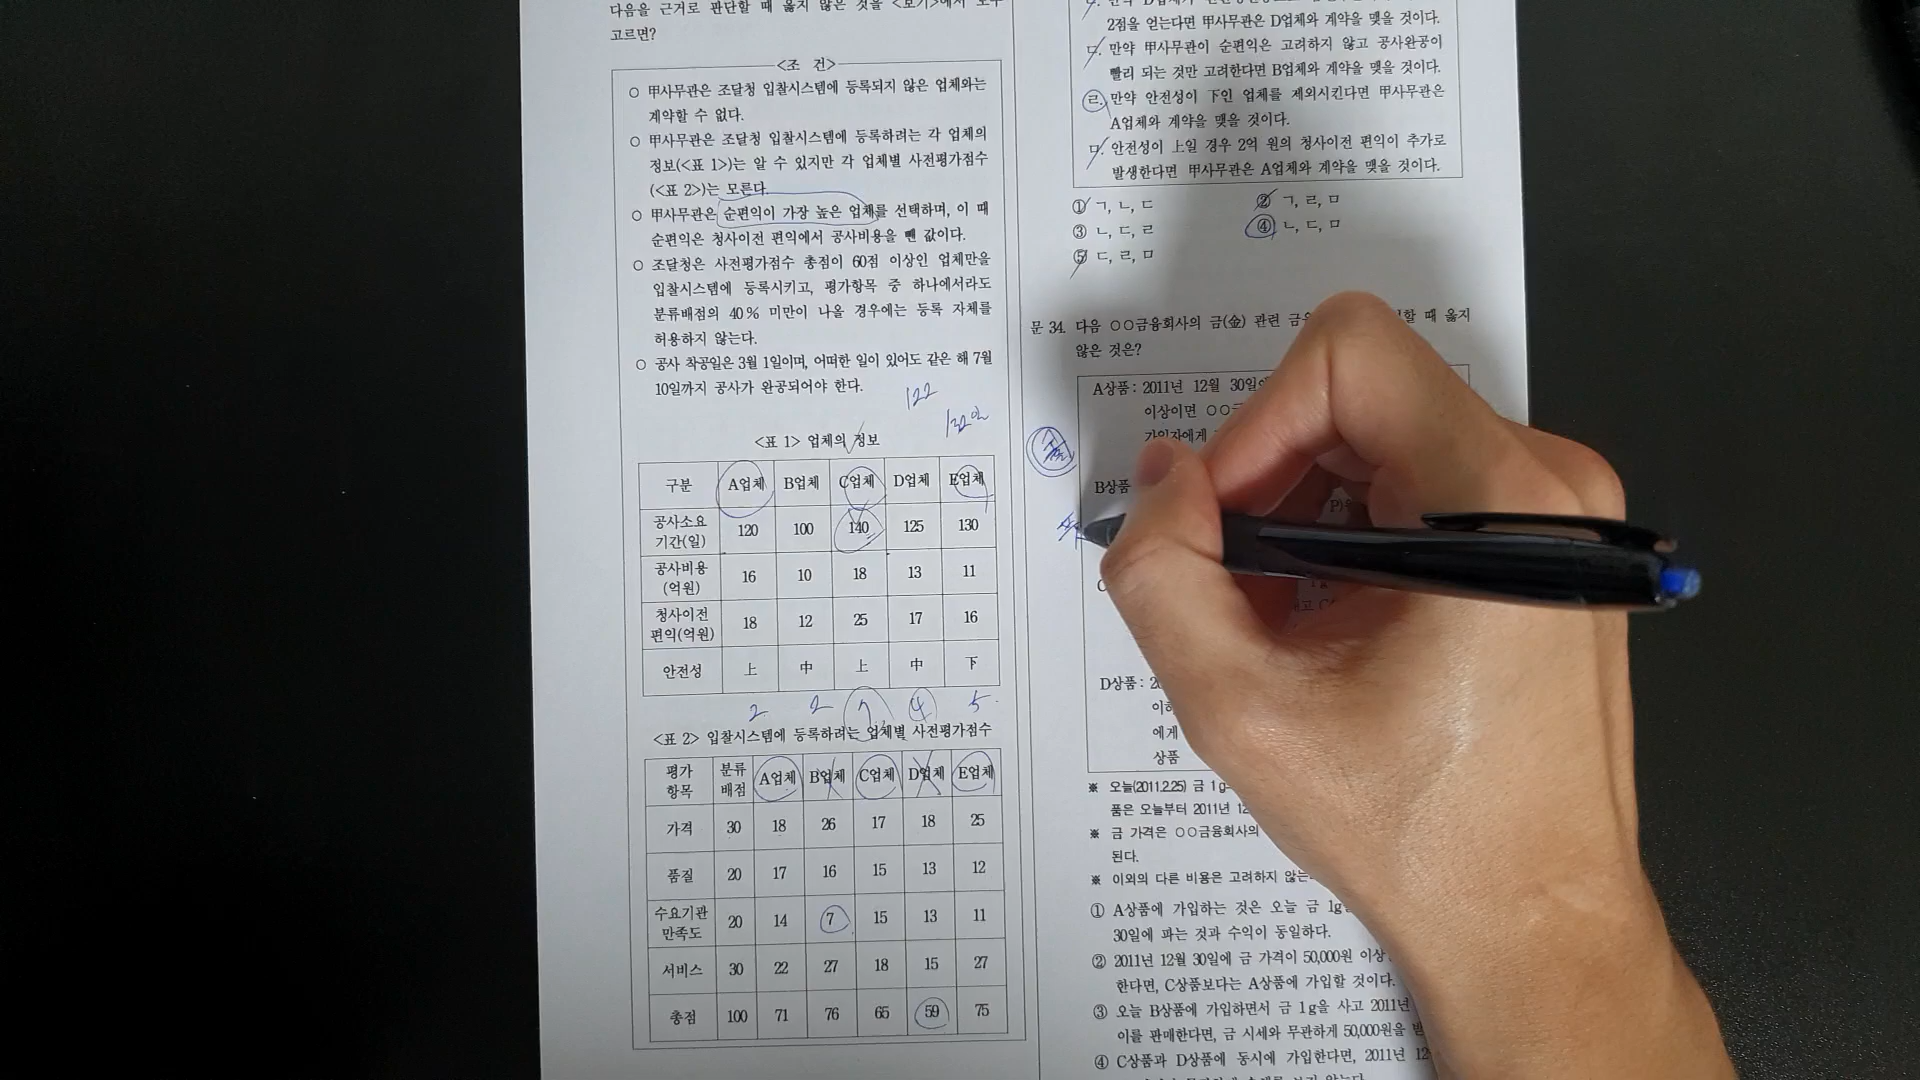 다음을 근거로 판단할 때 옳지 않은 것을 <보기>에서 모두
고르면?
<조 건>
○ 甲사무관은 조달청 입찰시스템에 등록되지 않은 업체와는
계약할 수 없다.
○ 甲사무관은 조달청 입찰시스템에 등록하려는 각 업체의
정보(<표 1>)는 알 수 있지만 각 업체별 사전평가점수
(<표 2>)는 모른다.
○ 甲사무관은 순편익이 가장 높은 업체를 선택하며, 이 때
순편익은 청사이전 편익에서 공사비용을 뺀 값이다.
○ 조달청은 사전평가점수 총점이 60점 이상인 업체만을
입찰시스템에 등록시키고, 평가항목 중 하나에서라도
분류배점의 40% 미만이 나올 경우에는 등록 자체를
허용하지 않는다.
○ 공사 착공일은 3월 1일이며, 어떠한 일이 있어도 같은 해 7월
10일까지 공사가 완공되어야 한다.
122
<표 1> 업체의 정보
구분 A업체 B업체 C업체 D업체 E업체
공사소요
기간(일) 120 100 140 125 130
공사비용
(억원) 16 10 18 13 11
청사이전
편익(억원) 18 12 25 17 16
안전성 上 中 上 中 下
2 2 7 4 5
<표 2> 입찰시스템에 등록하려는 업체별 사전평가점수
평가
항목 분류
배점 A업체 B업체 C업체 D업체 E업체
가격 30 18 26 17 18 25
품질 20 17 16 15 13 12
수요기관
만족도 20 14 7 15 13 11
서비스 30 22 27 18 15 27
총점 100 71 76 65 59 75
2점을 얻는다면 甲사무관은 D업체와 계약을 맺을 것이다.
ㄷ. 만약 甲사무관이 순편익은 고려하지 않고 공사완공이
빨리 되는 것만 고려한다면 B업체와 계약을 맺을 것이다.
ㄹ. 만약 안전성이 下인 업체를 제외시킨다면 甲사무관은
A업체와 계약을 맺을 것이다.
ㅁ. 안전성이 上일 경우 2억 원의 청사이전 편익이 추가로
발생한다면 甲사무관은 A업체와 계약을 맺을 것이다.
① ㄱ, ㄴ, ㄷ
② ㄱ, ㄹ, ㅁ
③ ㄴ, ㄷ, ㄹ
④ ㄴ, ㄷ, ㅁ
⑤ ㄷ, ㄹ, ㅁ
문 34. 다음 ○○금융회사의 금(金) 관련 할 때 옳지
않은 것은?
A상품: 2011년 12월 30일에
이상이면
가입자에게
B상품
D상품:
에게
상품
※ 오늘(2011.2.25) 금 1g
품은 오늘부터 2011년
※ 금 가격은 ○○금융회사의
된다.
※ 이외의 다른 비용은 고려하지
① A상품에 가입하는 것은 오늘 금 1g
30일에 파는 것과 수익이 동일하다.
② 2011년 12월 30일에 금 가격이 50,000원
한다면, C상품보다는 A상품에 가입할 것이다.
③ 오늘 B상품에 가입하면서 금 1g을 사고 2011년
이를 판매한다면, 금 시세와 무관하게 50,000원을
④ C상품과 D상품에 동시에 가입한다면, 2011년